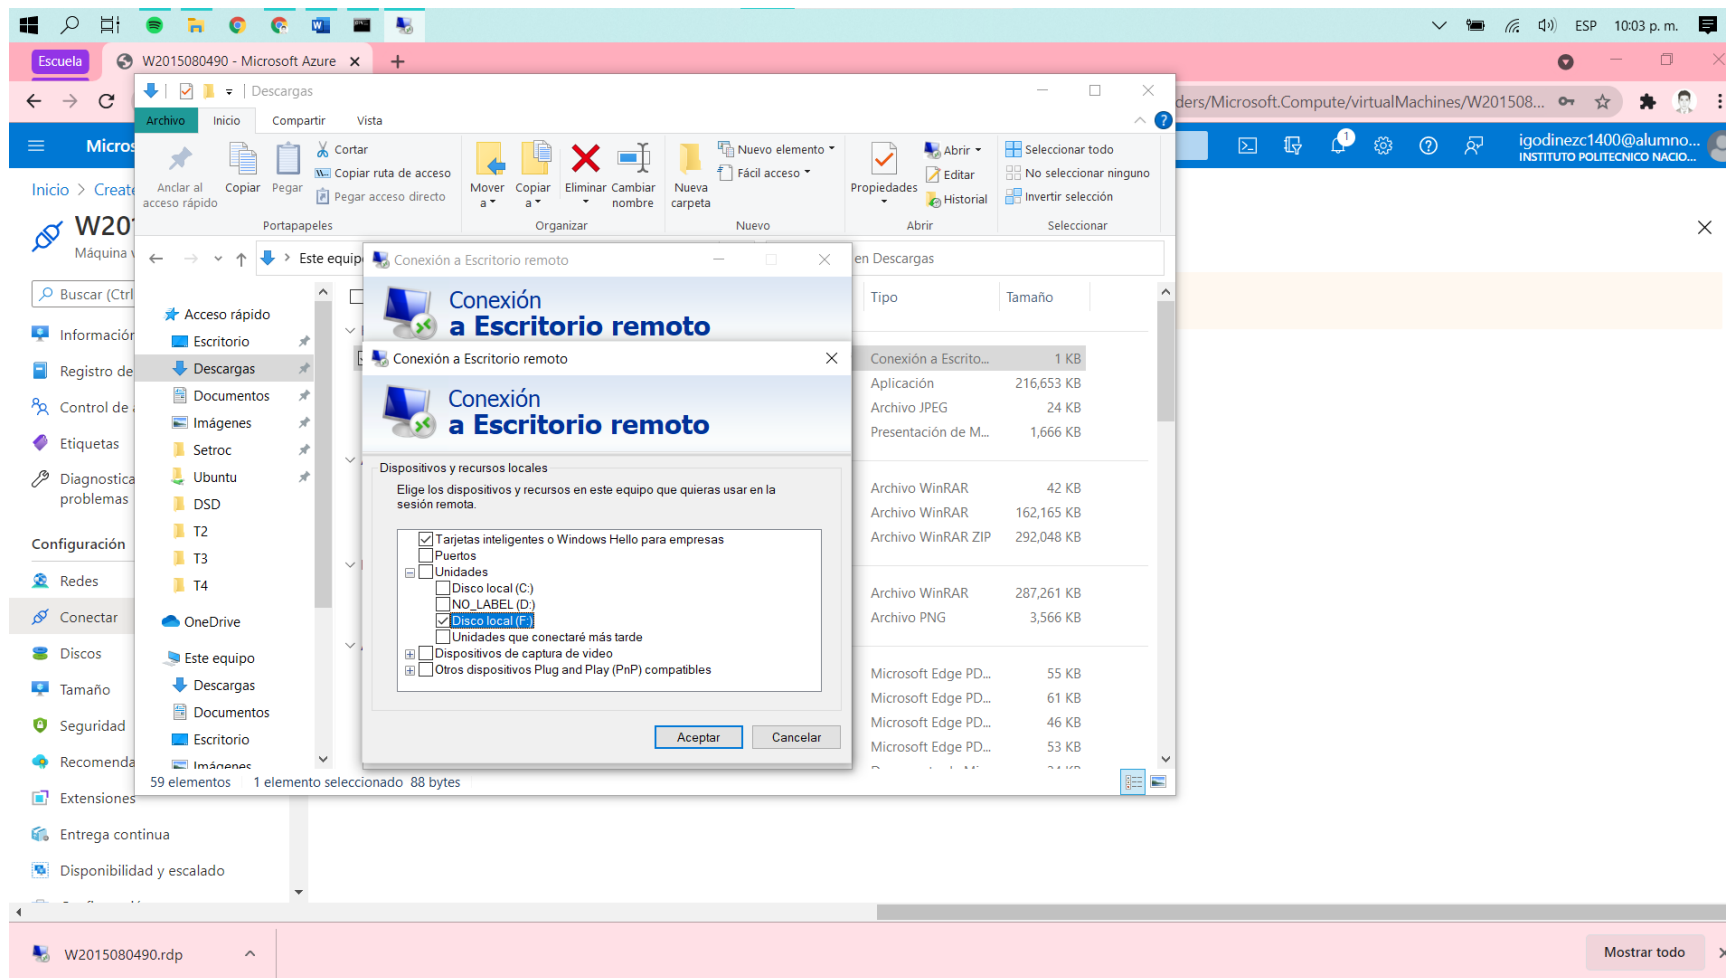 ESP 10:03 p. m.
Escuela W2015080490 - Microsoft Azure
Descargas
ders/Microsoft.Compute/virtualMachines/W201508...
Archivo Inicio Compartir Vista
Micros
1
igodinezc1400@alumno...
INSTITUTO POLITECNICO NACIO...
Anclar al
acceso rápido
Copiar
Pegar
Cortar
Copiar ruta de acceso
Pegar acceso directo
Mover
a
Copiar
a
Eliminar
Cambiar
nombre
Nueva
carpeta
Nuevo elemento
Fácil acceso
Propiedades
Abrir
Editar
Historial
Seleccionar todo
No seleccionar ninguno
Invertir selección
Portapapeles Organizar Nuevo Abrir Seleccionar
Inicio > Create
W20
Máquina v
Este equip
en Descargas
Buscar (Ctrl
Información
Registro de
Control de
Etiquetas
Diagnostica
problemas
Configuración
Redes
Conectar
Discos
Tamaño
Seguridad
Recomenda
Extensiones
Entrega continua
Disponibilidad y escalado
Acceso rápido
Escritorio
Descargas
Documentos
Imágenes
Setroc
Ubuntu
DSD
T2
T3
T4
OneDrive
Este equipo
Descargas
Documentos
Escritorio
Imágenes
59 elementos 1 elemento seleccionado 88 bytes
Conexión a Escritorio remoto
Conexión
a Escritorio remoto
Conexión a Escritorio remoto
Conexión
a Escritorio remoto
Dispositivos y recursos locales
Elige los dispositivos y recursos en este equipo que quieras usar en la
sesión remota.
Tarjetas inteligentes o Windows Hello para empresas
Puertos
Unidades
Disco local (C:)
NO_LABEL (D:)
Disco local (F:)
Unidades que conectaré más tarde
Dispositivos de captura de video
Otros dispositivos Plug and Play (PnP) compatibles
Aceptar Cancelar
Tipo Tamaño
Conexión a Escrito... 1 KB
Aplicación 216,653 KB
Archivo JPEG 24 KB
Presentación de M... 1,666 KB
Archivo WinRAR 42 KB
Archivo WinRAR 162,165 KB
Archivo WinRAR ZIP 292,048 KB
Archivo WinRAR 287,261 KB
Archivo PNG 3,566 KB
Microsoft Edge PD... 55 KB
Microsoft Edge PD... 61 KB
Microsoft Edge PD... 46 KB
Microsoft Edge PD... 53 KB
W2015080490.rdp
Mostrar todo